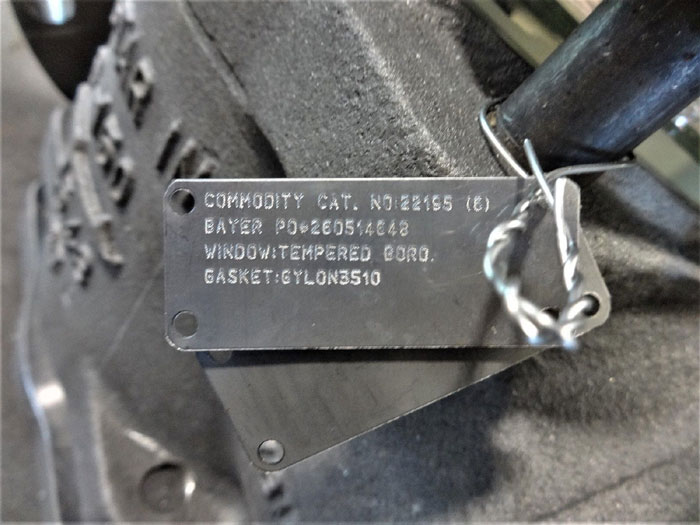 COMMODITY CAT. NO:22195 (6)
BAYER PO#260514648
WINDOW:TEMPERED BORO.
GASKET:GYLON3510